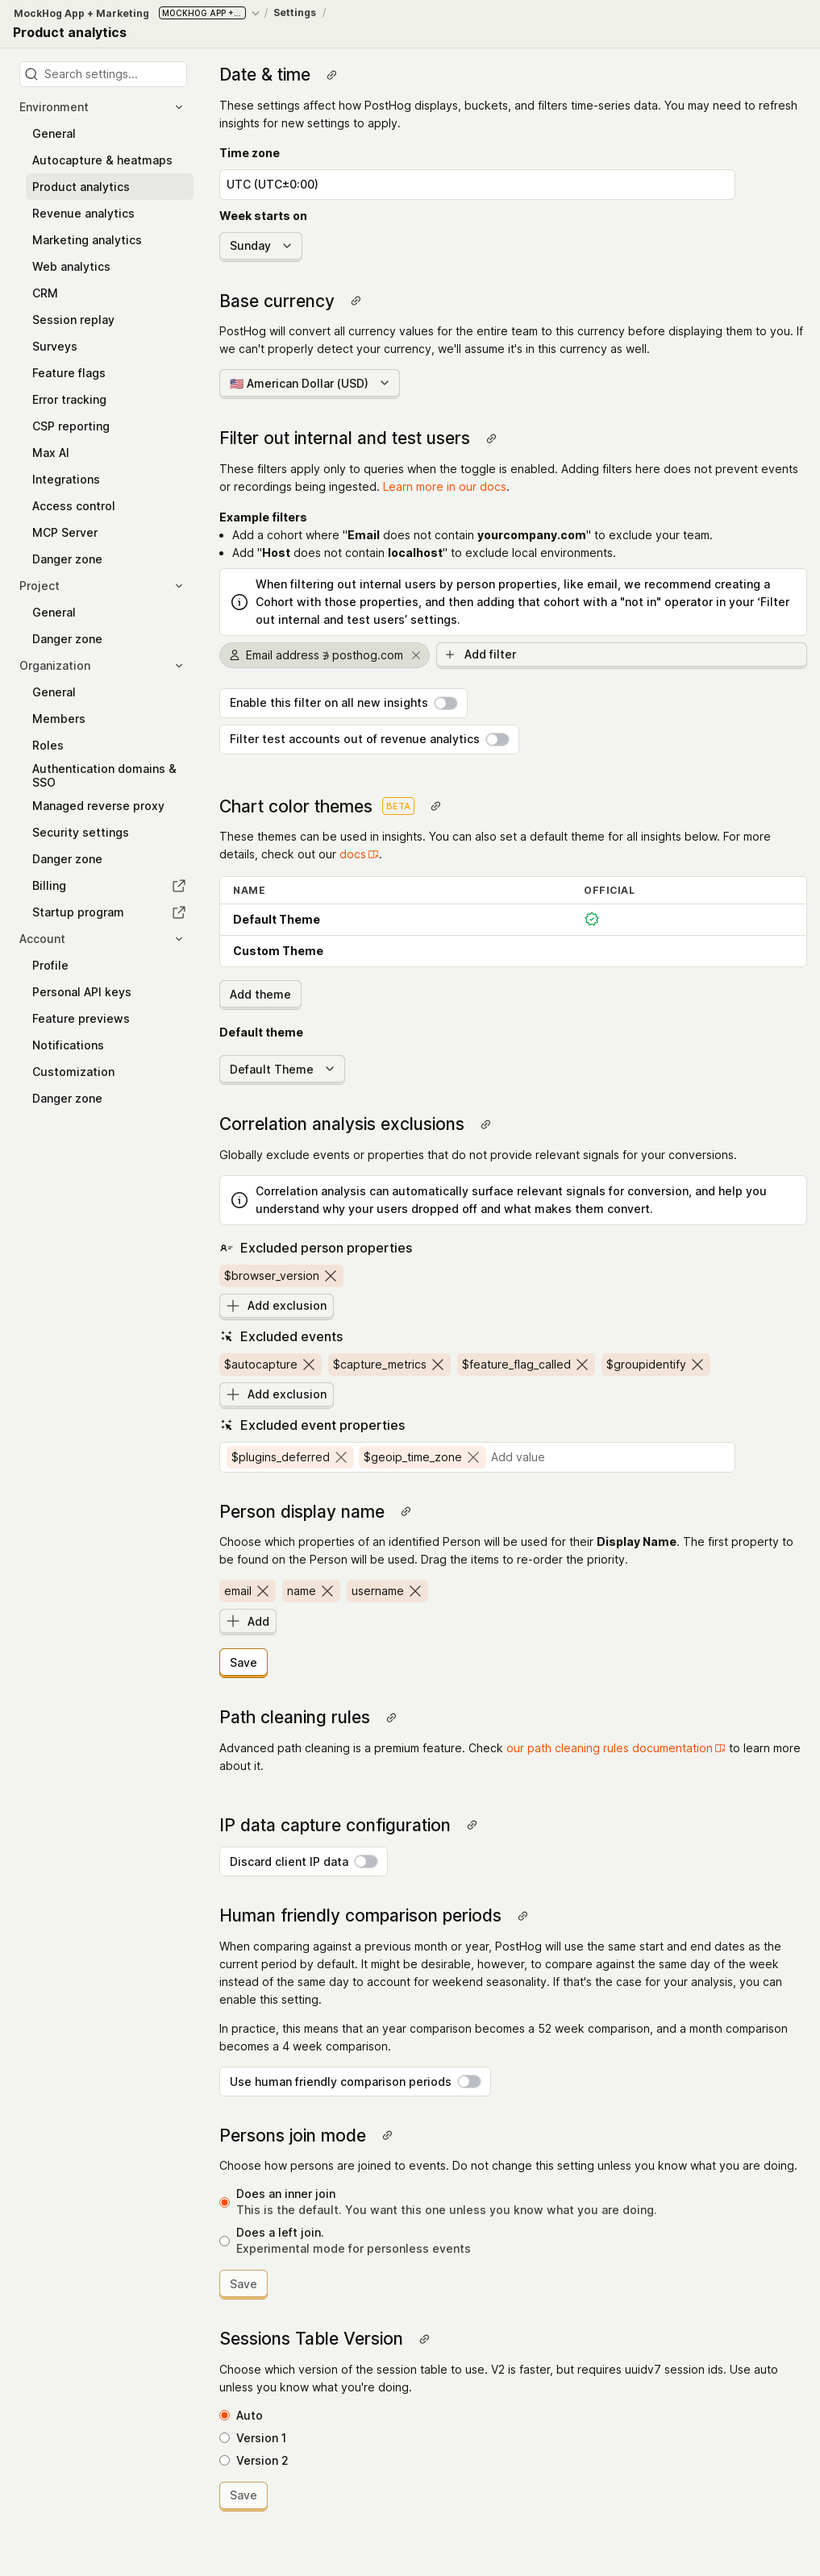 MockHog App + Marketing MOCKHOG APP +... / Settings /
Product analytics
Search settings...
Environment
General
Autocapture & heatmaps
Product analytics
Revenue analytics
Marketing analytics
Web analytics
CRM
Session replay
Surveys
Feature flags
Error tracking
CSP reporting
Max AI
Integrations
Access control
MCP Server
Danger zone
Project
General
Danger zone
Organization
General
Members
Roles
Authentication domains &
SSO
Managed reverse proxy
Security settings
Danger zone
Billing
Startup program
Account
Profile
Personal API keys
Feature previews
Notifications
Customization
Danger zone
Date & time
These settings affect how PostHog displays, buckets, and filters time-series data. You may need to refresh
insights for new settings to apply.
Time zone
UTC (UTC±0:00)
Week starts on
Sunday
Base currency
PostHog will convert all currency values for the entire team to this currency before displaying them to you. If
we can't properly detect your currency, we'll assume it's in this currency as well.
🇺🇸 American Dollar (USD)
Filter out internal and test users
These filters apply only to queries when the toggle is enabled. Adding filters here does not prevent events
or recordings being ingested. Learn more in our docs.
Example filters
• Add a cohort where "Email does not contain yourcompany.com" to exclude your team.
• Add "Host does not contain localhost" to exclude local environments.
When filtering out internal users by person properties, like email, we recommend creating a
Cohort with those properties, and then adding that cohort with a "not in" operator in your ‘Filter
out internal and test users’ settings.
Email address ∌ posthog.com Add filter
Enable this filter on all new insights
Filter test accounts out of revenue analytics
Chart color themes BETA
These themes can be used in insights. You can also set a default theme for all insights below. For more
details, check out our docs.
NAME OFFICIAL
Default Theme
Custom Theme
Add theme
Default theme
Default Theme
Correlation analysis exclusions
Globally exclude events or properties that do not provide relevant signals for your conversions.
Correlation analysis can automatically surface relevant signals for conversion, and help you
understand why your users dropped off and what makes them convert.
Excluded person properties
$browser_version
Add exclusion
Excluded events
$autocapture $capture_metrics $feature_flag_called $groupidentify
Add exclusion
Excluded event properties
$plugins_deferred $geoip_time_zone Add value
Person display name
Choose which properties of an identified Person will be used for their Display Name. The first property to
be found on the Person will be used. Drag the items to re-order the priority.
email name username
Add
Save
Path cleaning rules
Advanced path cleaning is a premium feature. Check our path cleaning rules documentation to learn more
about it.
IP data capture configuration
Discard client IP data
Human friendly comparison periods
When comparing against a previous month or year, PostHog will use the same start and end dates as the
current period by default. It might be desirable, however, to compare against the same day of the week
instead of the same day to account for weekend seasonality. If that's the case for your analysis, you can
enable this setting.
In practice, this means that an year comparison becomes a 52 week comparison, and a month comparison
becomes a 4 week comparison.
Use human friendly comparison periods
Persons join mode
Choose how persons are joined to events. Do not change this setting unless you know what you are doing.
Does an inner join
This is the default. You want this one unless you know what you are doing.
Does a left join.
Experimental mode for personless events
Save
Sessions Table Version
Choose which version of the session table to use. V2 is faster, but requires uuidv7 session ids. Use auto
unless you know what you're doing.
Auto
Version 1
Version 2
Save